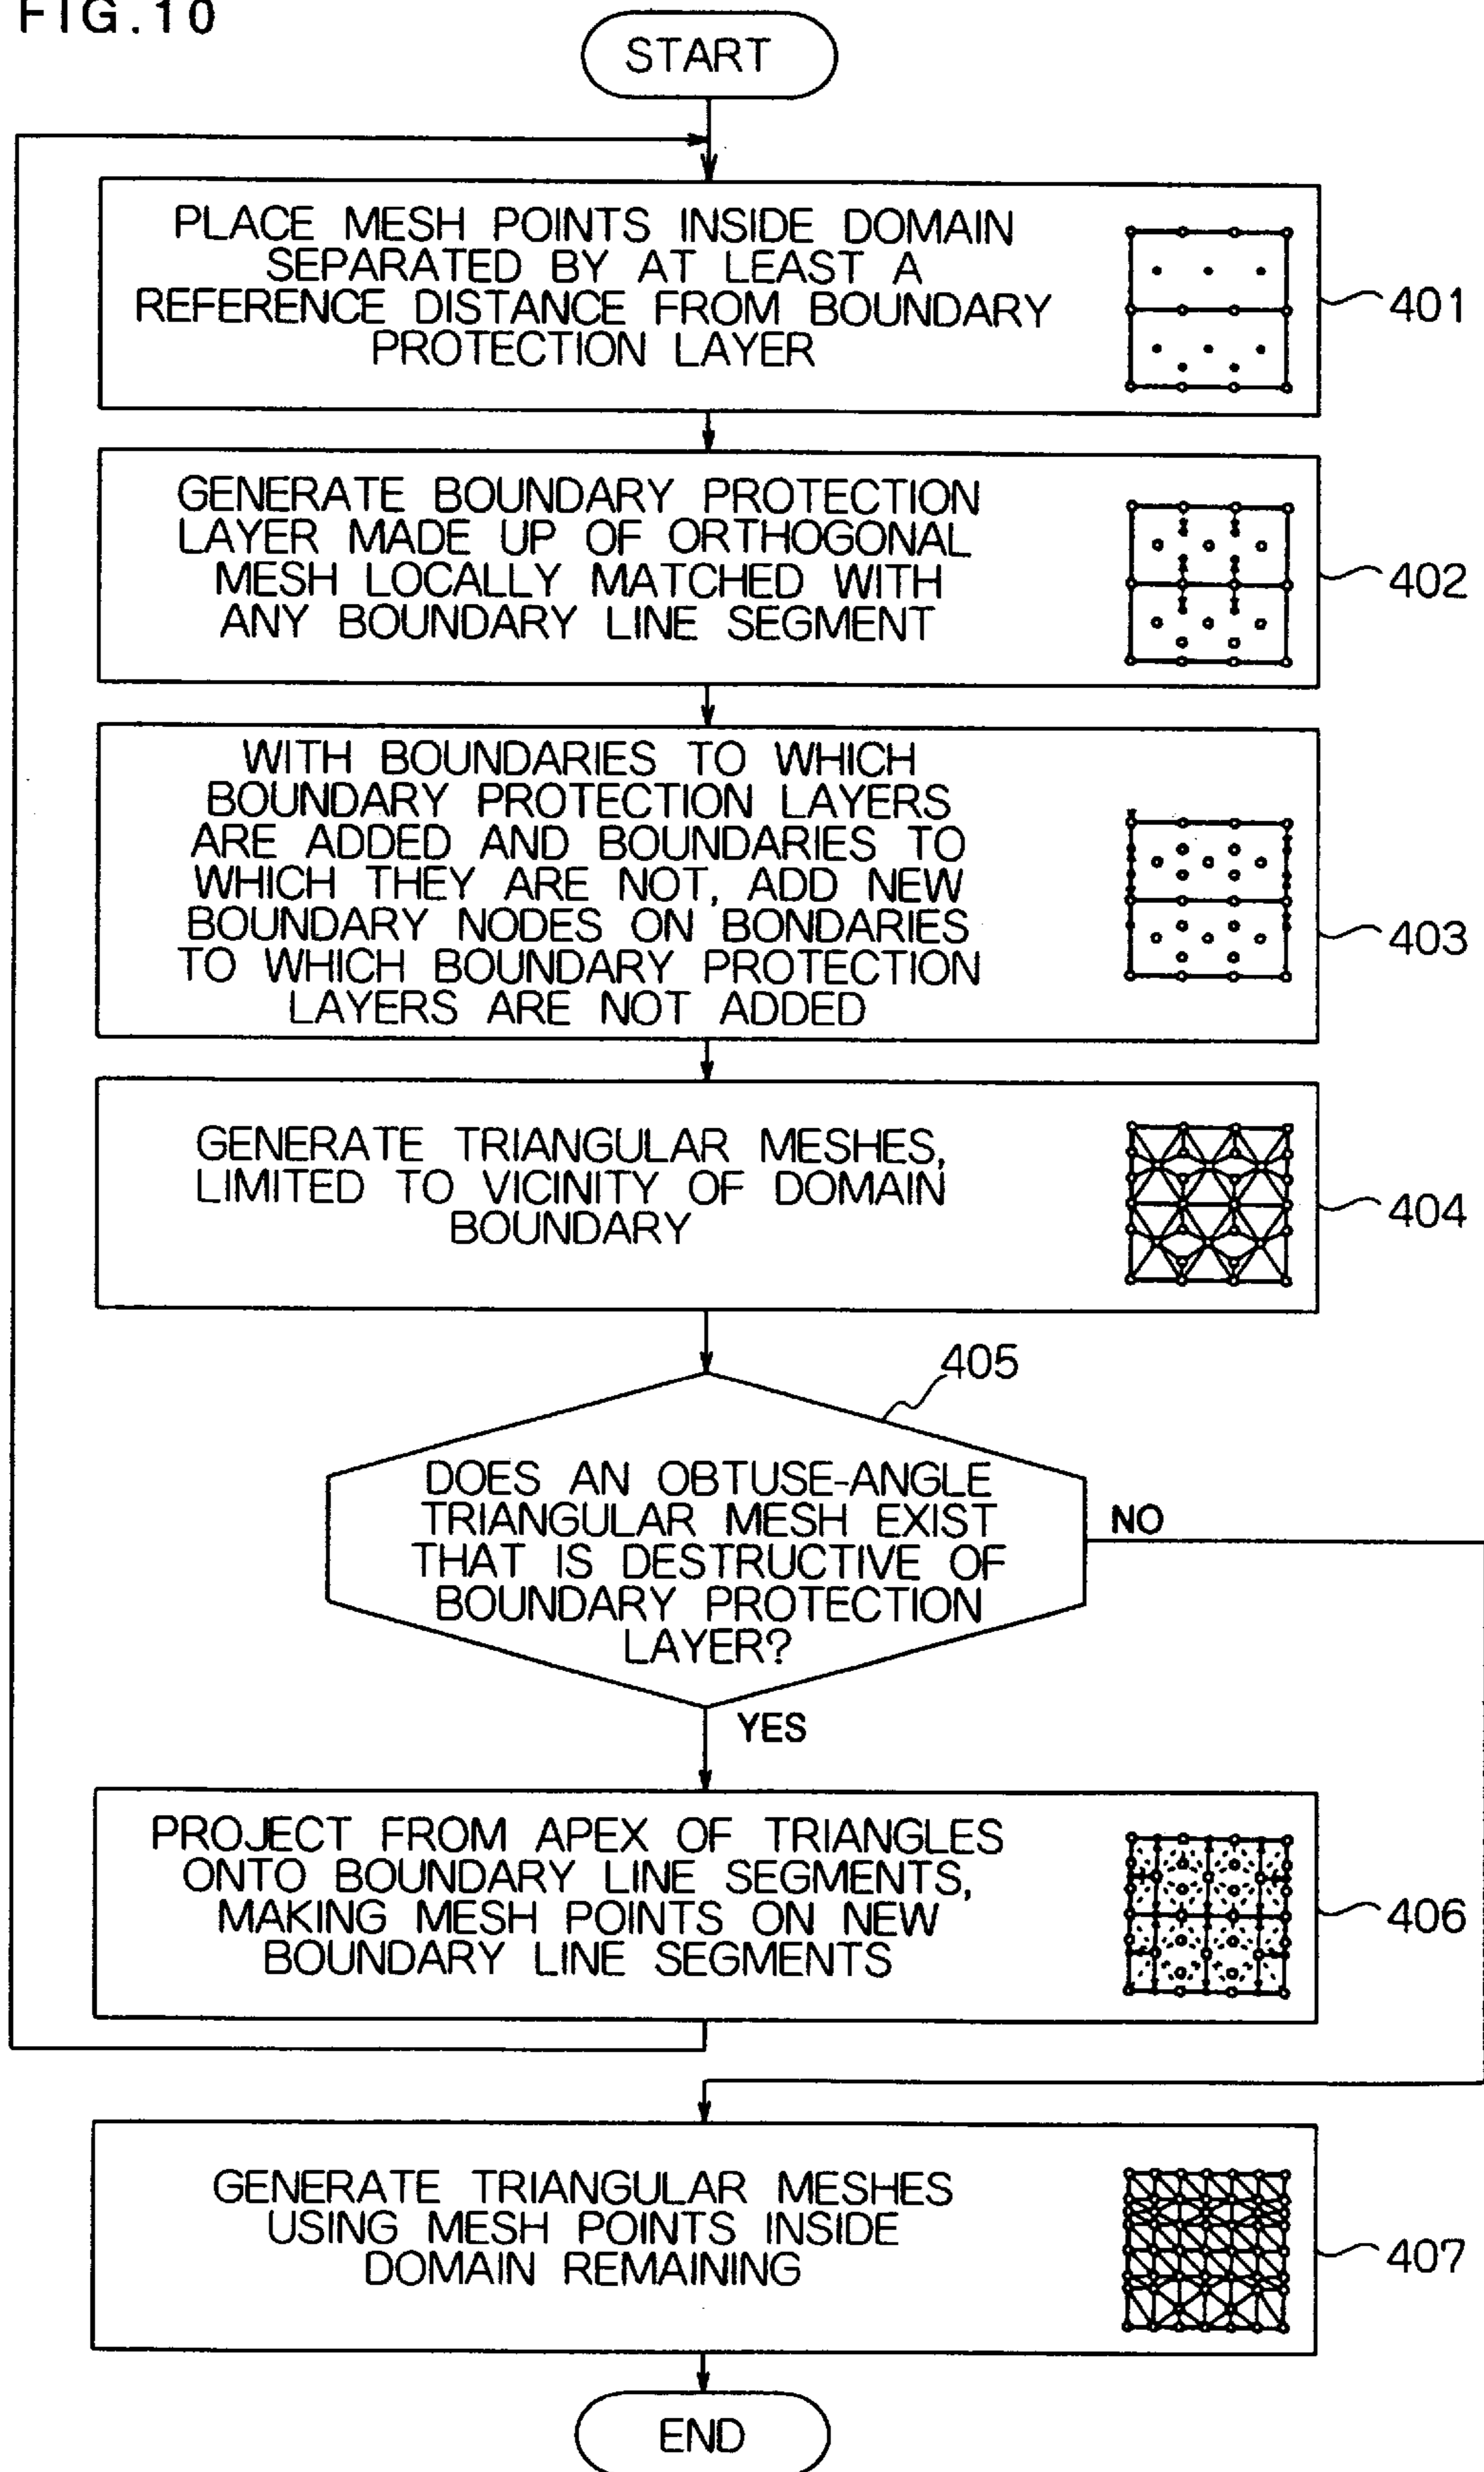 FIG.10
START
PLACE MESH POINTS INSIDE DOMAIN
SEPARATED BY AT LEAST A
REFERENCE DISTANCE FROM BOUNDARY
PROTECTION LAYER
401
GENERATE BOUNDARY PROTECTION
LAYER MADE UP OF ORTHOGONAL
MESH LOCALLY MATCHED WITH
ANY BOUNDARY LINE SEGMENT
402
WITH BOUNDARIES TO WHICH
BOUNDARY PROTECTION LAYERS
ARE ADDED AND BOUNDARIES TO
WHICH THEY ARE NOT, ADD NEW
BOUNDARY NODES ON BONDARIES
TO WHICH BOUNDARY PROTECTION
LAYERS ARE NOT ADDED
403
GENERATE TRIANGULAR MESHES,
LIMITED TO VICINITY OF DOMAIN
BOUNDARY
404
405
DOES AN OBTUSE-ANGLE
TRIANGULAR MESH EXIST
THAT IS DESTRUCTIVE OF
BOUNDARY PROTECTION
LAYER?
NO
YES
PROJECT FROM APEX OF TRIANGLES
ONTO BOUNDARY LINE SEGMENTS,
MAKING MESH POINTS ON NEW
BOUNDARY LINE SEGMENTS
406
GENERATE TRIANGULAR MESHES
USING MESH POINTS INSIDE
DOMAIN REMAINING
407
END